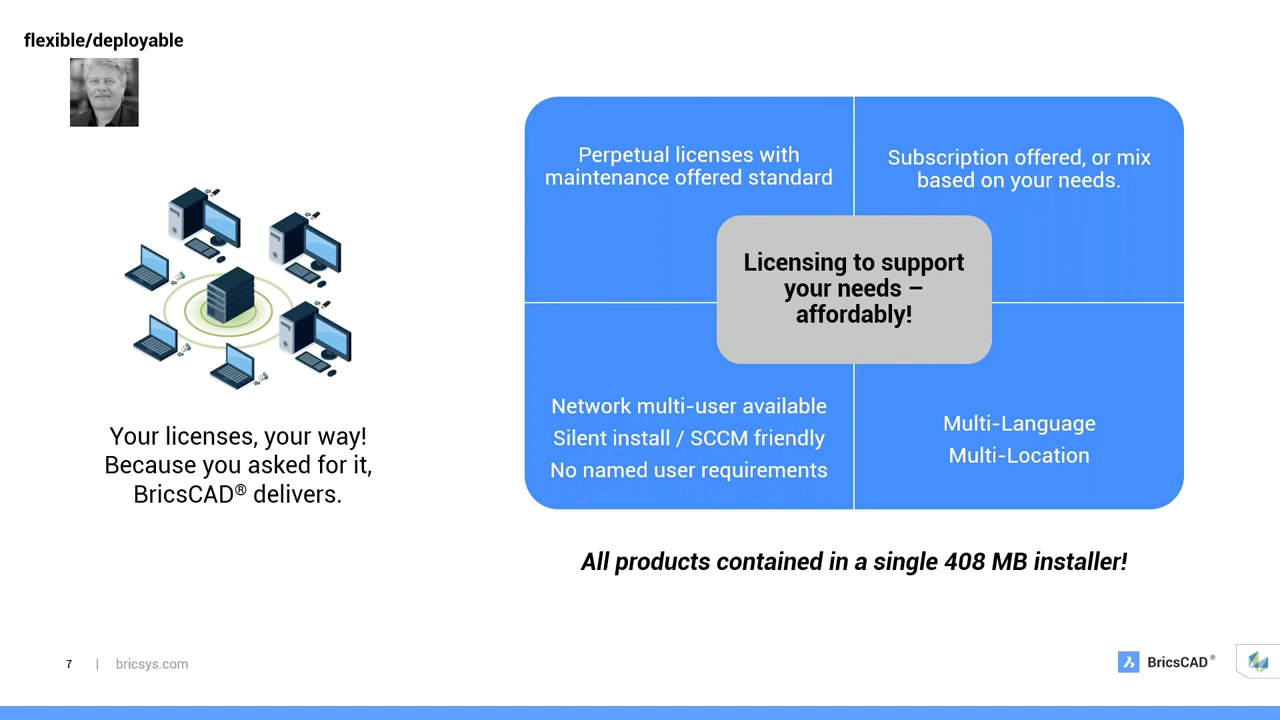 flexible/deployable
Perpetual licenses with
maintenance offered standard
Subscription offered, or mix
based on your needs.
Licensing to support
your needs –
affordably!
Network multi-user available
Silent install / SCCM friendly
No named user requirements
Multi-Language
Multi-Location
Your licenses, your way!
Because you asked for it,
BricsCAD® delivers.
All products contained in a single 408 MB installer!
7 | bricsys.com
BricsCAD®